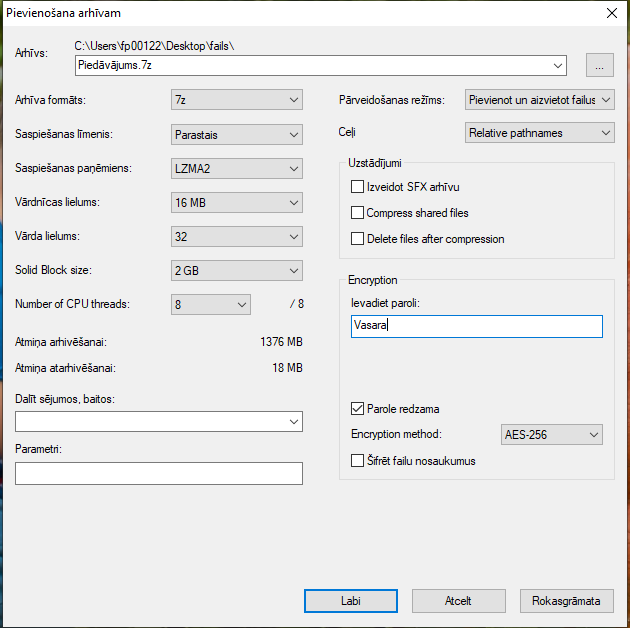 Pievienošana arhīvam
Arhīvs:
C:\Users\fp00122\Desktop\fails\
Piedāvājums.7z
...
Arhīva formāts:
7z
Saspiešanas līmenis:
Parastais
Saspiešanas paņēmiens:
LZMA2
Vārdnīcas lielums:
16 MB
Vārda lielums:
32
Solid Block size:
2 GB
Number of CPU threads:
8
/ 8
Atmiņa arhivēšanai:
1376 MB
Atmiņa atarhivēšanai:
18 MB
Dalīt sējumos, baitos:
Parametri:
Pārveidošanas režīms:
Pievienot un aizvietot failus
Ceļi
Relative pathnames
Uzstādījumi
Izveidot SFX arhīvu
Compress shared files
Delete files after compression
Encryption
Ievadiet paroli:
Vasara
Parole redzama
Encryption method:
AES-256
Šifrēt failu nosaukumus
Labi
Atcelt
Rokasgrāmata